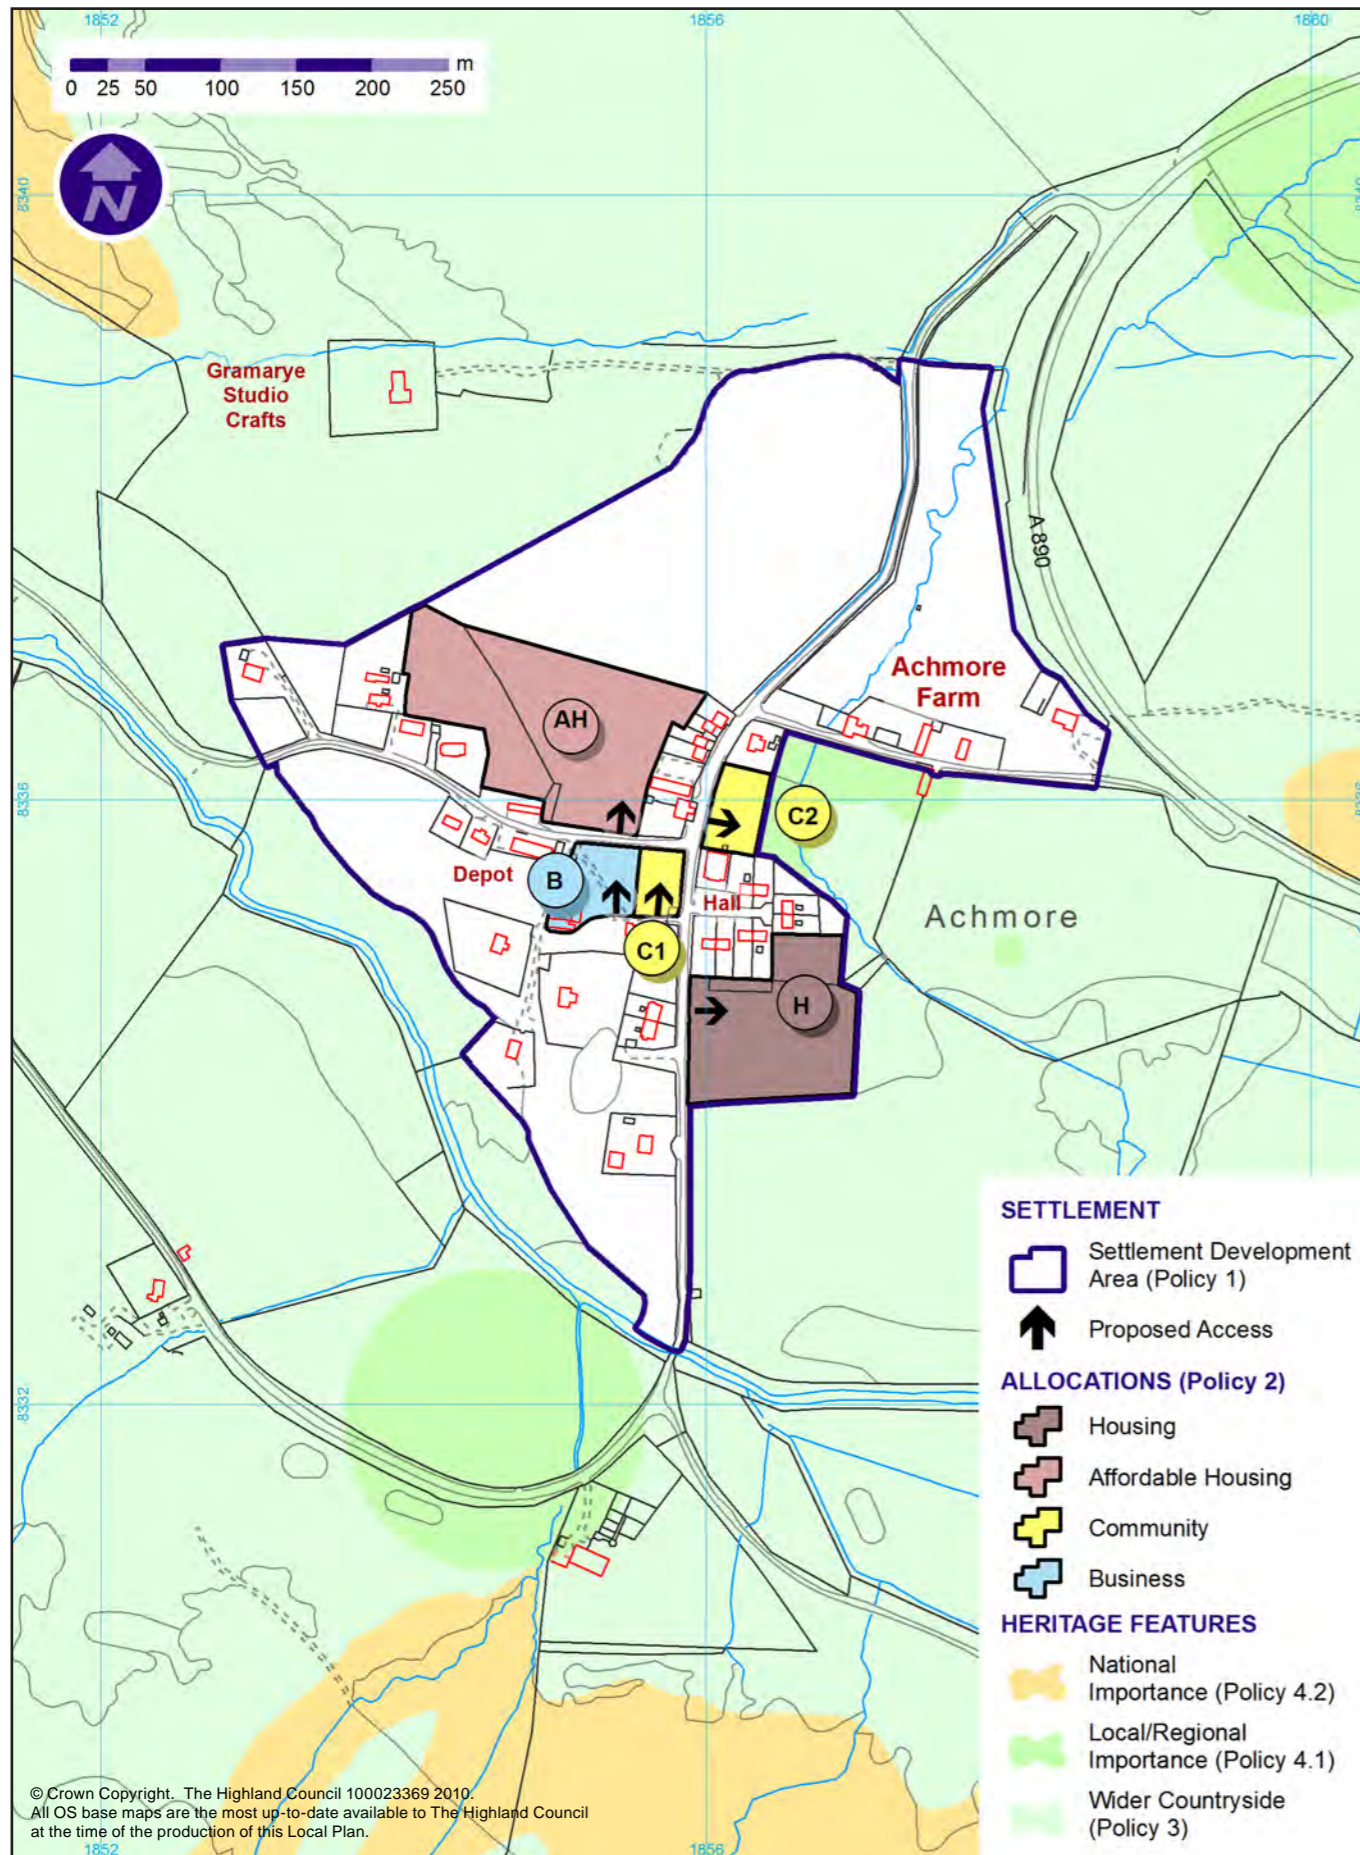 1852
1856
1860
m
0 25 50 100 150 200 250
N
8340
8340
Gramarye
Studio
Crafts
A 890
Achmore
Farm
AH
8336
C2
Depot
B
Hall
C1
Achmore
H
8332
SETTLEMENT
Settlement Development
Area (Policy 1)
Proposed Access
ALLOCATIONS (Policy 2)
Housing
Affordable Housing
Community
Business
HERITAGE FEATURES
National
Importance (Policy 4.2)
Local/Regional
Importance (Policy 4.1)
Wider Countryside
(Policy 3)
© Crown Copyright. The Highland Council 100023369 2010.
All OS base maps are the most up-to-date available to The Highland Council
at the time of the production of this Local Plan.
1852
1856